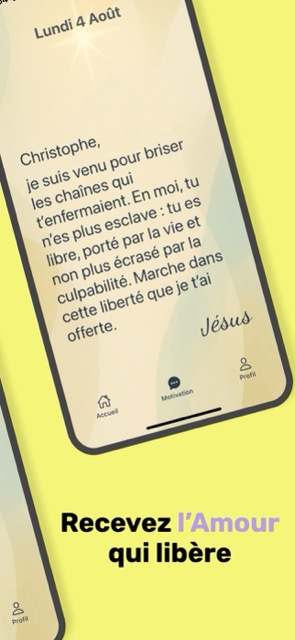 Lundi 4 Août
Christophe,
je suis venu pour briser
les chaînes qui
t'enfermaient. En moi, tu
n'es plus esclave : tu es
libre, porté par la vie et
non plus écrasé par la
culpabilité. Marche dans
cette liberté que je t'ai
offerte.
Jésus
Accueil
Motivation
Profil
Recevez l'Amour
qui libère
Profil